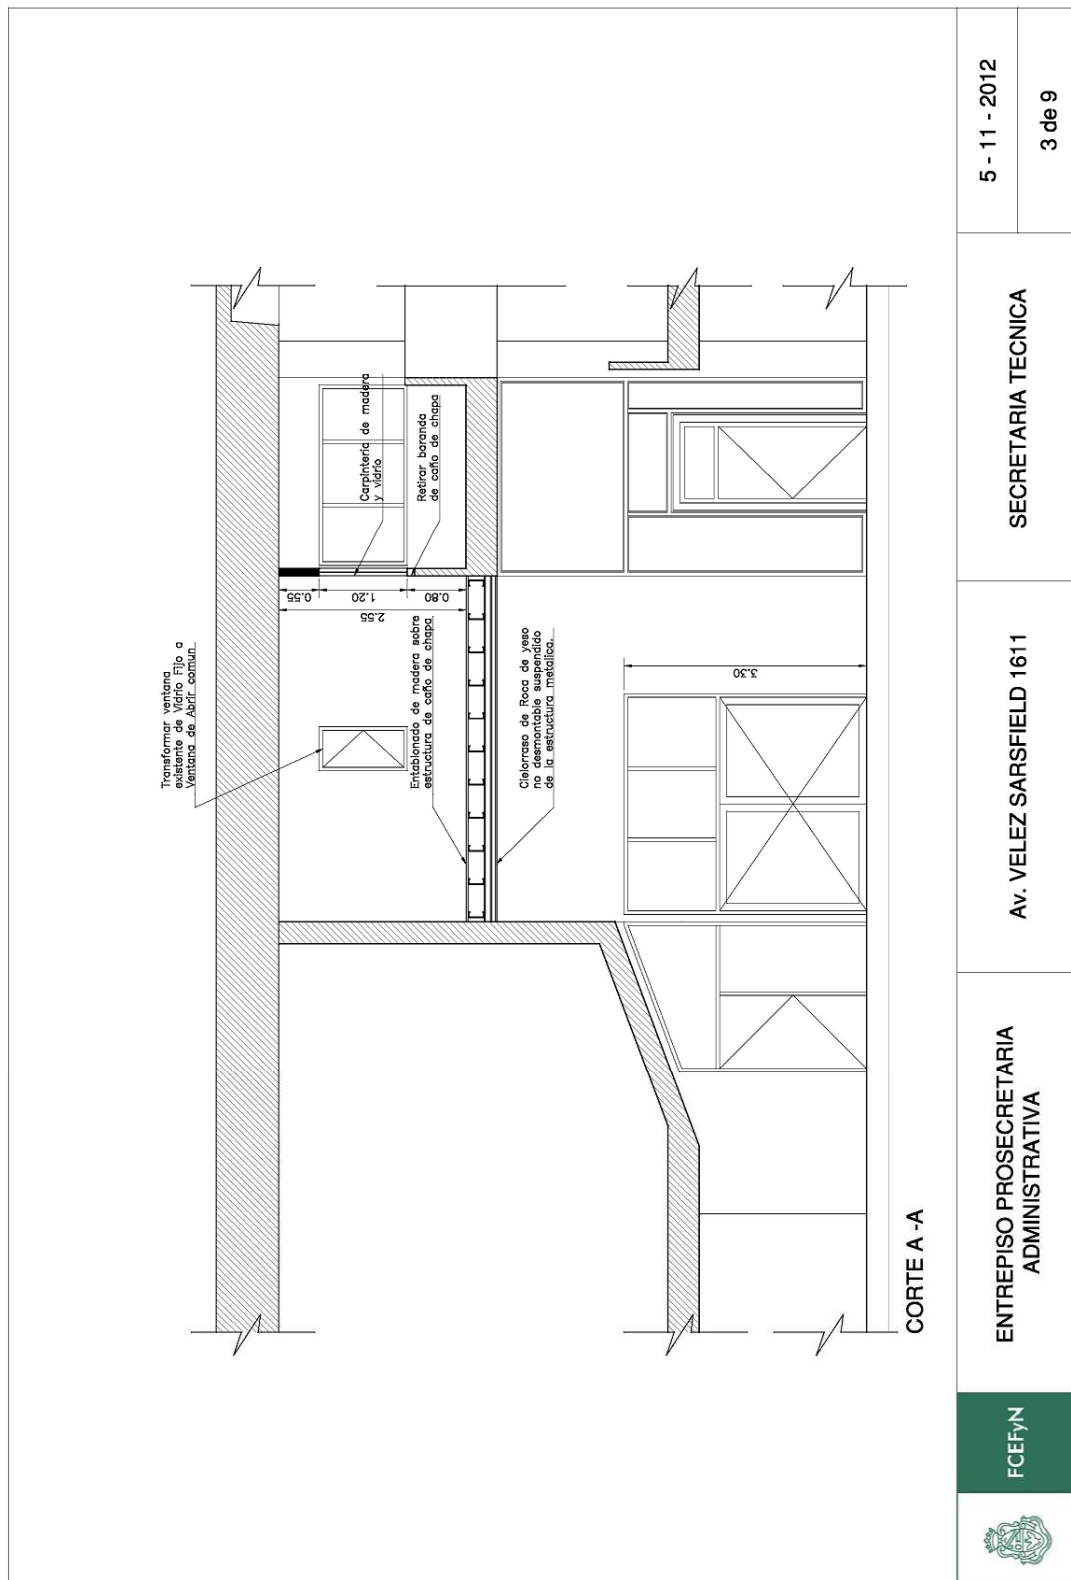 Transformar ventana
existente de Vidrio Fijo a
Ventana de Abrir comun
Carpinteria de madera
y vidrio
Retirar baranda
de caño de chapa
0.55
1.20
0.80
2.55
Entablonado de madera sobre
estructura de caño de chapa
Cielorraso de Roca de yeso
no desmontable suspendido
de la estructura metalica.
3.30
CORTE A -A
FCEFyN
ENTREPISO PROSECRETARIA
ADMINISTRATIVA
Av. VELEZ SARSFIELD 1611
SECRETARIA TECNICA
5 - 11 - 2012
3 de 9